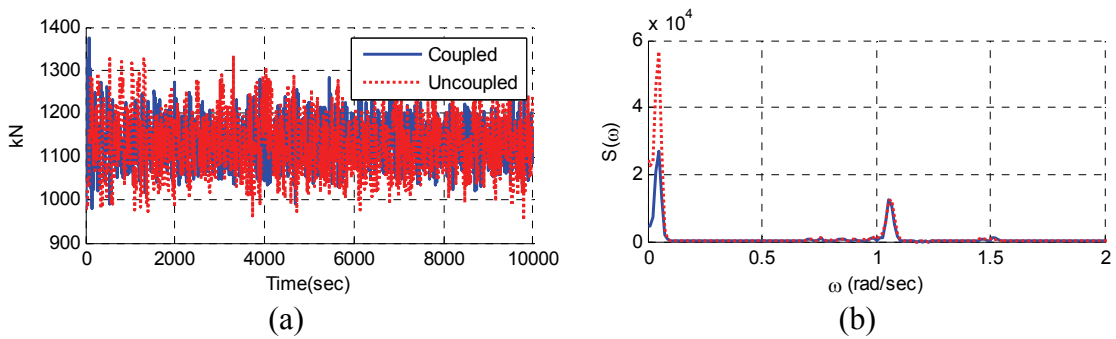 1400
1300
1200
1100
1000
900
kN
0
2000
4000
6000
8000
10000
Time(sec)
Coupled
Uncoupled
(a)
x 10^4
6
4
2
0
S(ω)
0
0.5
1
1.5
2
ω (rad/sec)
(b)